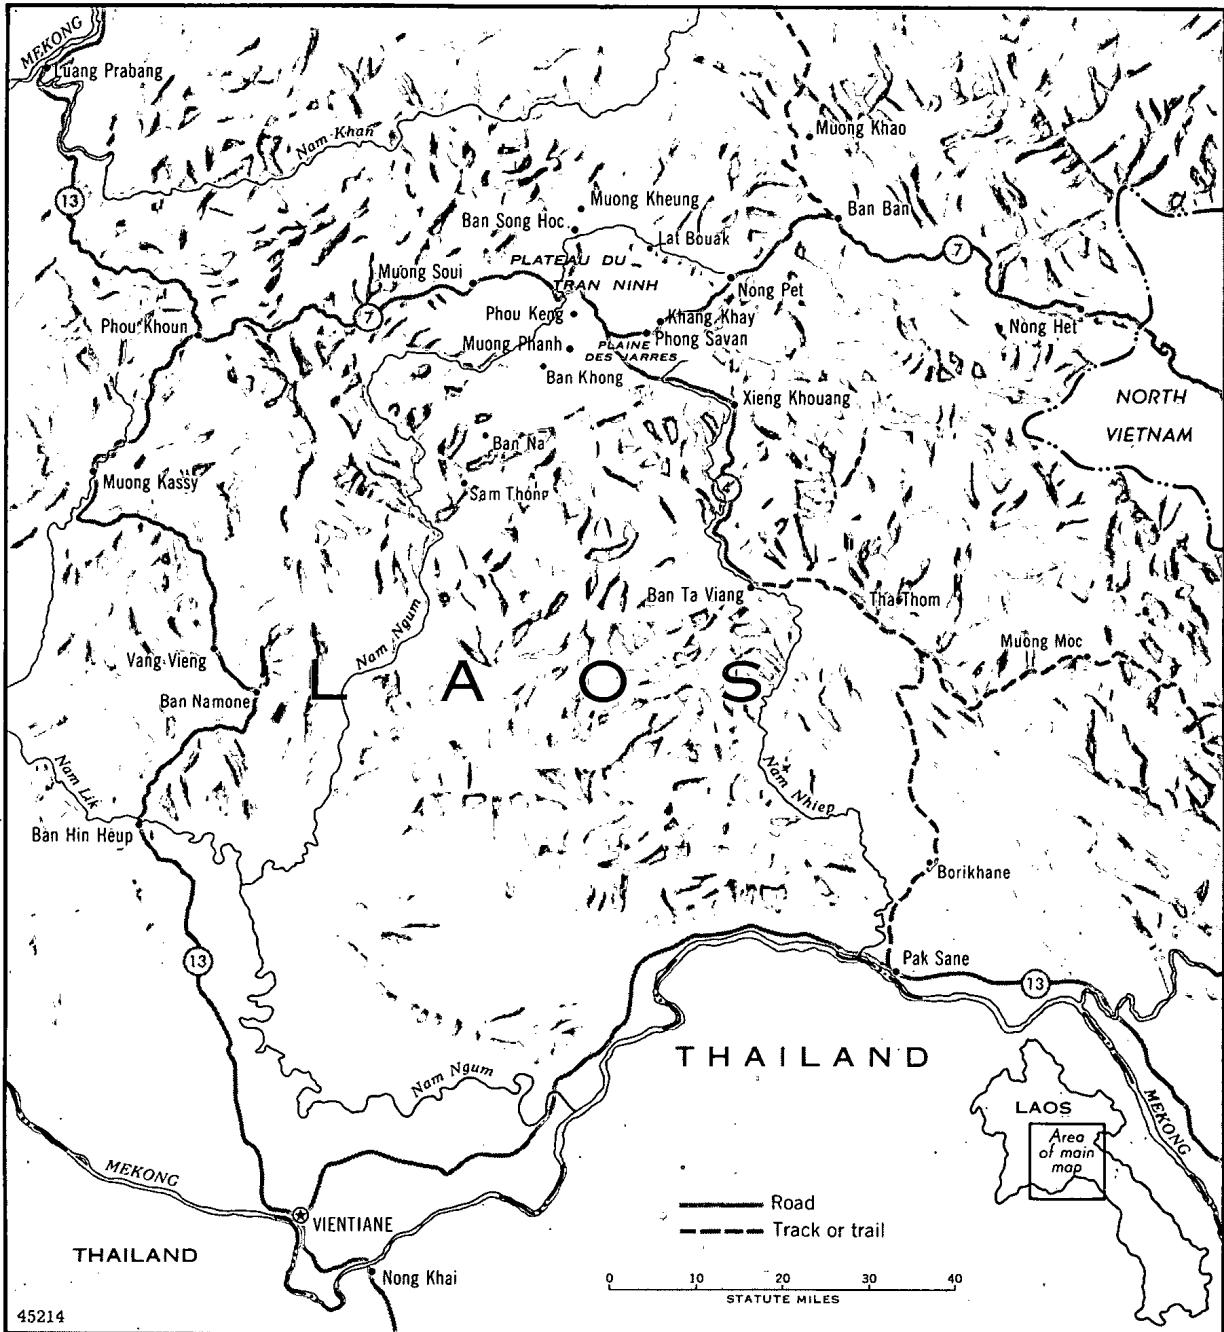 MEKONG
Luang Prabang
Nam Khan
Muong Khao
13
Muong Kheung
Ban Song Hoc
Ban Ban
Lat Bouak
7
PLATEAU DU
TRAN NINH
Muong Soui
Nong Pet
Phou Keng
7
Khang Khay
Phou Khoun
Nong Het
Phong Savan
Muong Phanh
PLAINE
DES JARRES
Ban Khong
Xieng Khouang
NORTH
VIETNAM
Ban Na
Muong Kassy
Sam Thong
4
Ban Ta Viang
Tha Thom
Nam Ngum
Muong Moc
Vang Vieng
LAOS
Ban Namone
Nam Lik
Nam Nhiep
Ban Hin Heup
Borikhane
13
Pak Sane
13
THAILAND
Nam Ngum
MEKONG
LAOS
Area
of main
map
MEKONG
Road
VIENTIANE
Track or trail
THAILAND
Nong Khai
0 10 20 30 40
STATUTE MILES
45214